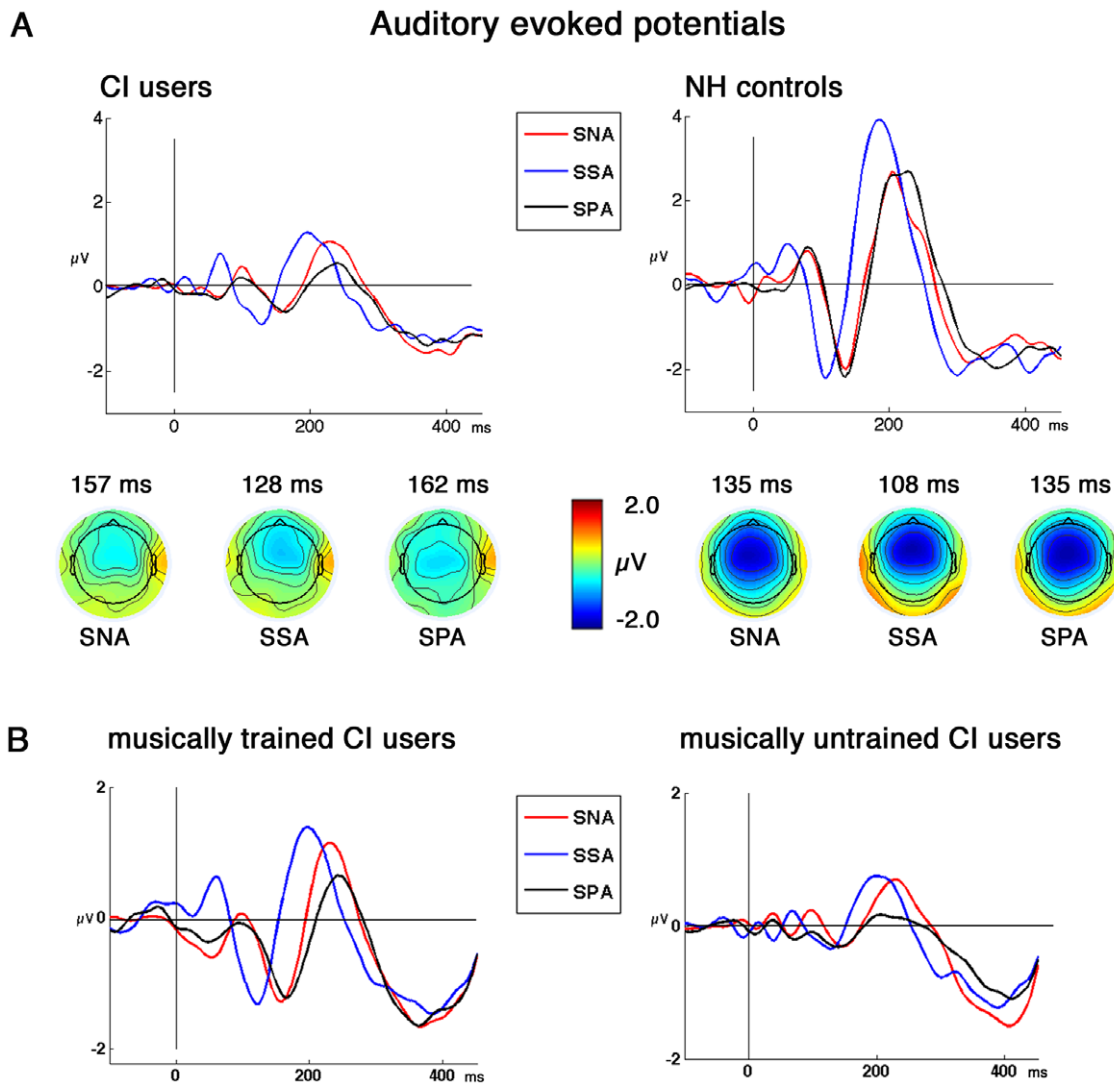 A
Auditory evoked potentials
CI users
NH controls
SNA
SSA
SPA
4
2
0
-2
µV
0 200 400 ms
4
2
0
-2
µV
0 200 400 ms
157 ms 128 ms 162 ms
SNA SSA SPA
2.0
µV
-2.0
135 ms 108 ms 135 ms
SNA SSA SPA
B
musically trained CI users
musically untrained CI users
SNA
SSA
SPA
2
µV 0
-2
0 200 400 ms
2
µV 0
-2
0 200 400 ms